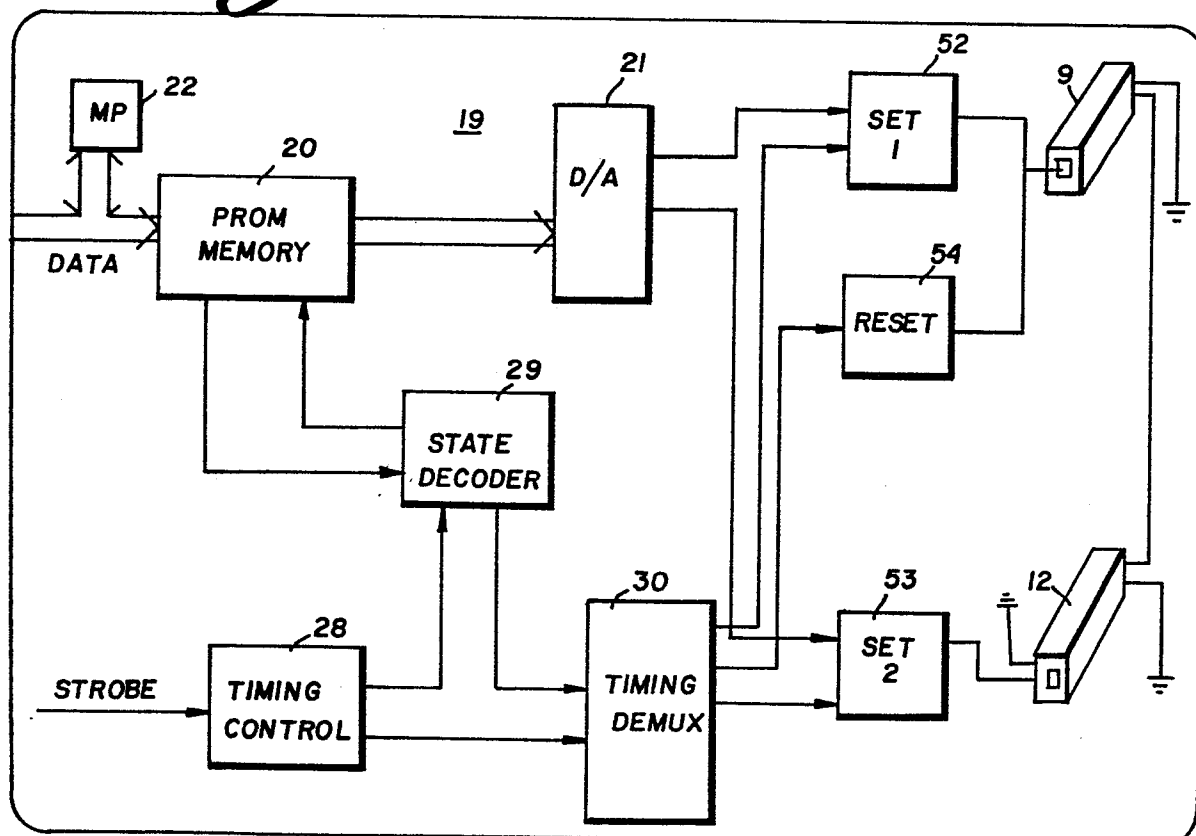 MP
22
20
PROM
MEMORY
DATA
19
21
D/A
52
SET
1
9
54
RESET
29
STATE
DECODER
28
STROBE
TIMING
CONTROL
30
TIMING
DEMUX
53
SET
2
12